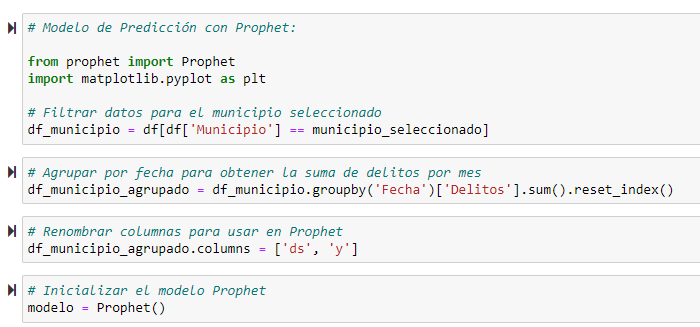 # Modelo de Predicción con Prophet:
from prophet import Prophet
import matplotlib.pyplot as plt
# Filtrar datos para el municipio seleccionado
df_municipio = df[df['Municipio'] == municipio_seleccionado]
# Agrupar por fecha para obtener la suma de delitos por mes
df_municipio_agrupado = df_municipio.groupby('Fecha')['Delitos'].sum().reset_index()
# Renombrar columnas para usar en Prophet
df_municipio_agrupado.columns = ['ds', 'y']
# Inicializar el modelo Prophet
modelo = Prophet()